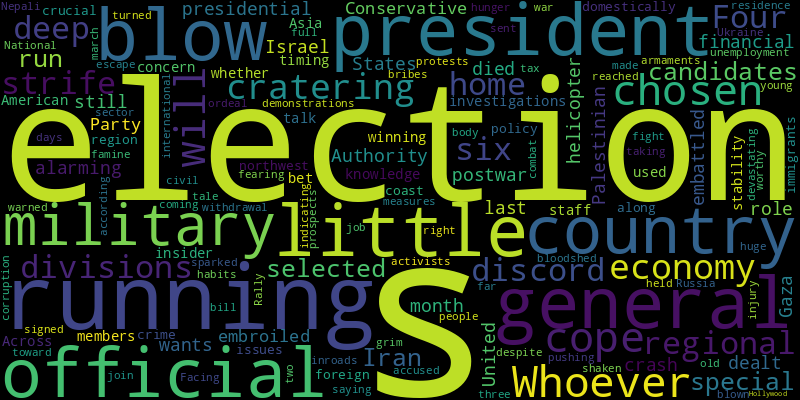 Nepali crucial deep blow presidential Conservative hunger war residence
National turned Asia sent domestically
march full president Four Ukraine
run escape concern Israel States protests financial
American still timing bribes made unemployment
strife whether cratering home armaments candidates
sector will died tax reached chosen young
Party demonstrations talk investigations helicopter
region international winning body policy Palestinian fight embattled stability
days election six taking
alarming famine northwest Authority postwar combat used devastating worthy immigrants
civil fearing bet knowledge
tale prospects indicating coast last staff along role
warned according coming withdrawal measures
military job little right country
insider activists bloodshed huge
divisions sparked selected discord economy
corruption habits Rally month far held Russia injury Gaza
running bill S people general
signed members crime wants embroiled grim cope regional
Across issues Iran United despite shaken crash old dealt
toward two inroads pushing
official Facing join foreign accused Whoever special
saying three blown Hollywood